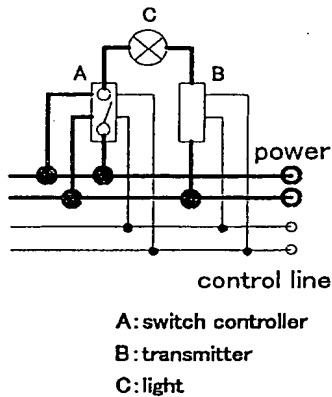 C
A
B
power
control line
A:switch controller
B:transmitter
C:light